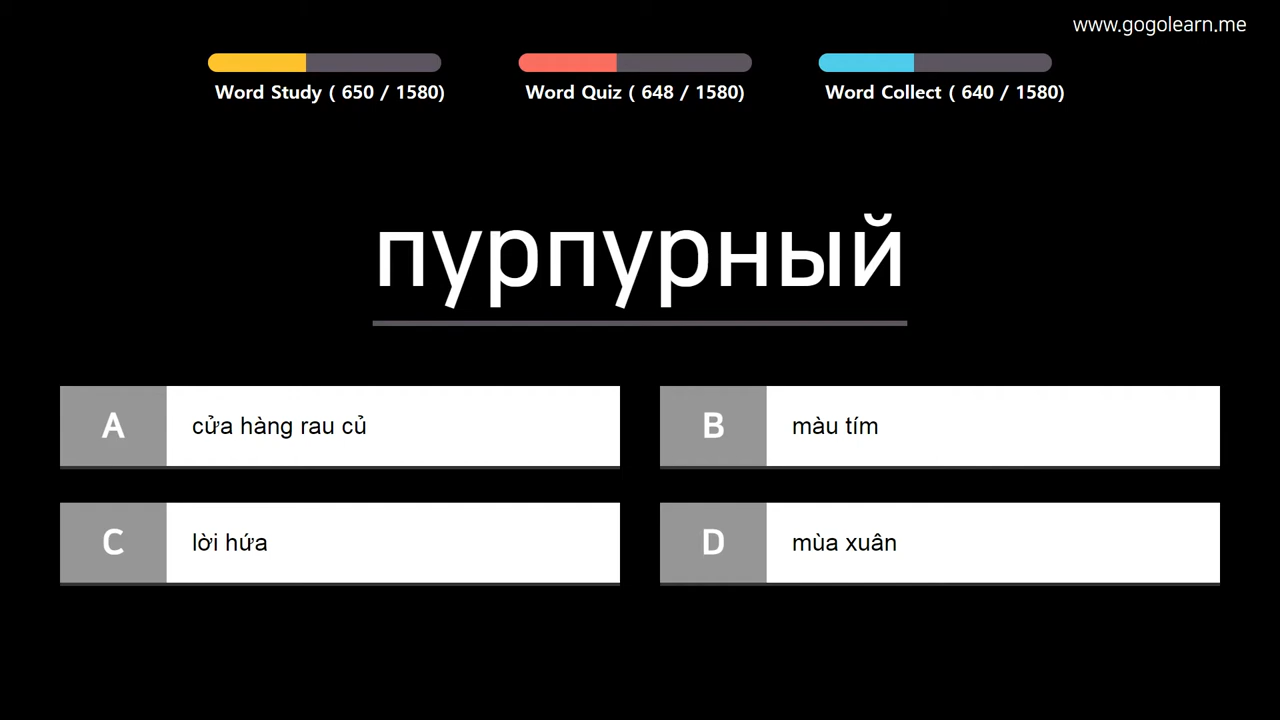 www.gogolearn.me
Word Study ( 650 / 1580)
Word Quiz ( 648 / 1580)
Word Collect ( 640 / 1580)
пурпурный
A cửa hàng rau củ
B màu tím
C lời hứa
D mùa xuân